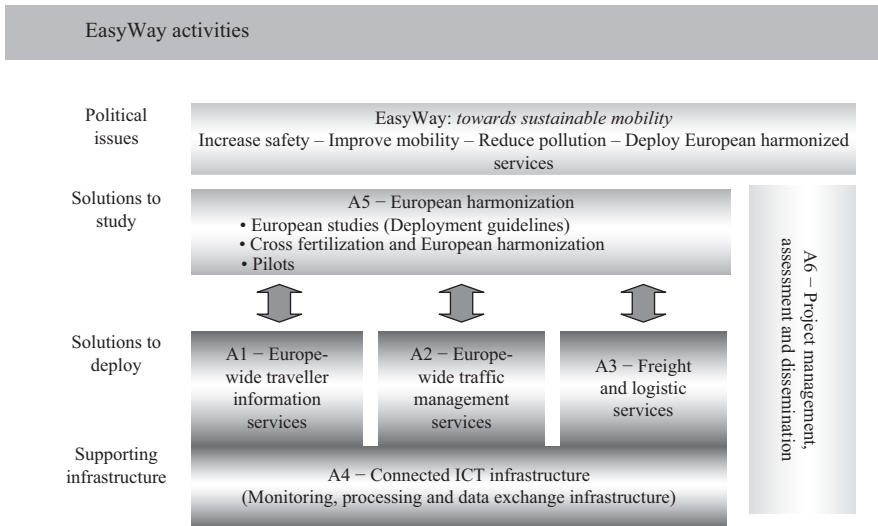 EasyWay activities
Political
issues
EasyWay: towards sustainable mobility
Increase safety – Improve mobility – Reduce pollution – Deploy European harmonized
services
Solutions to
study
A5 − European harmonization
• European studies (Deployment guidelines)
• Cross fertilization and European harmonization
• Pilots
A6 − Project management,
assessment and dissemination
Solutions to
deploy
A1 − Europe-
wide traveller
information
services
A2 − Europe-
wide traffic
management
services
A3 − Freight
and logistic
services
Supporting
infrastructure
A4 − Connected ICT infrastructure
(Monitoring, processing and data exchange infrastructure)